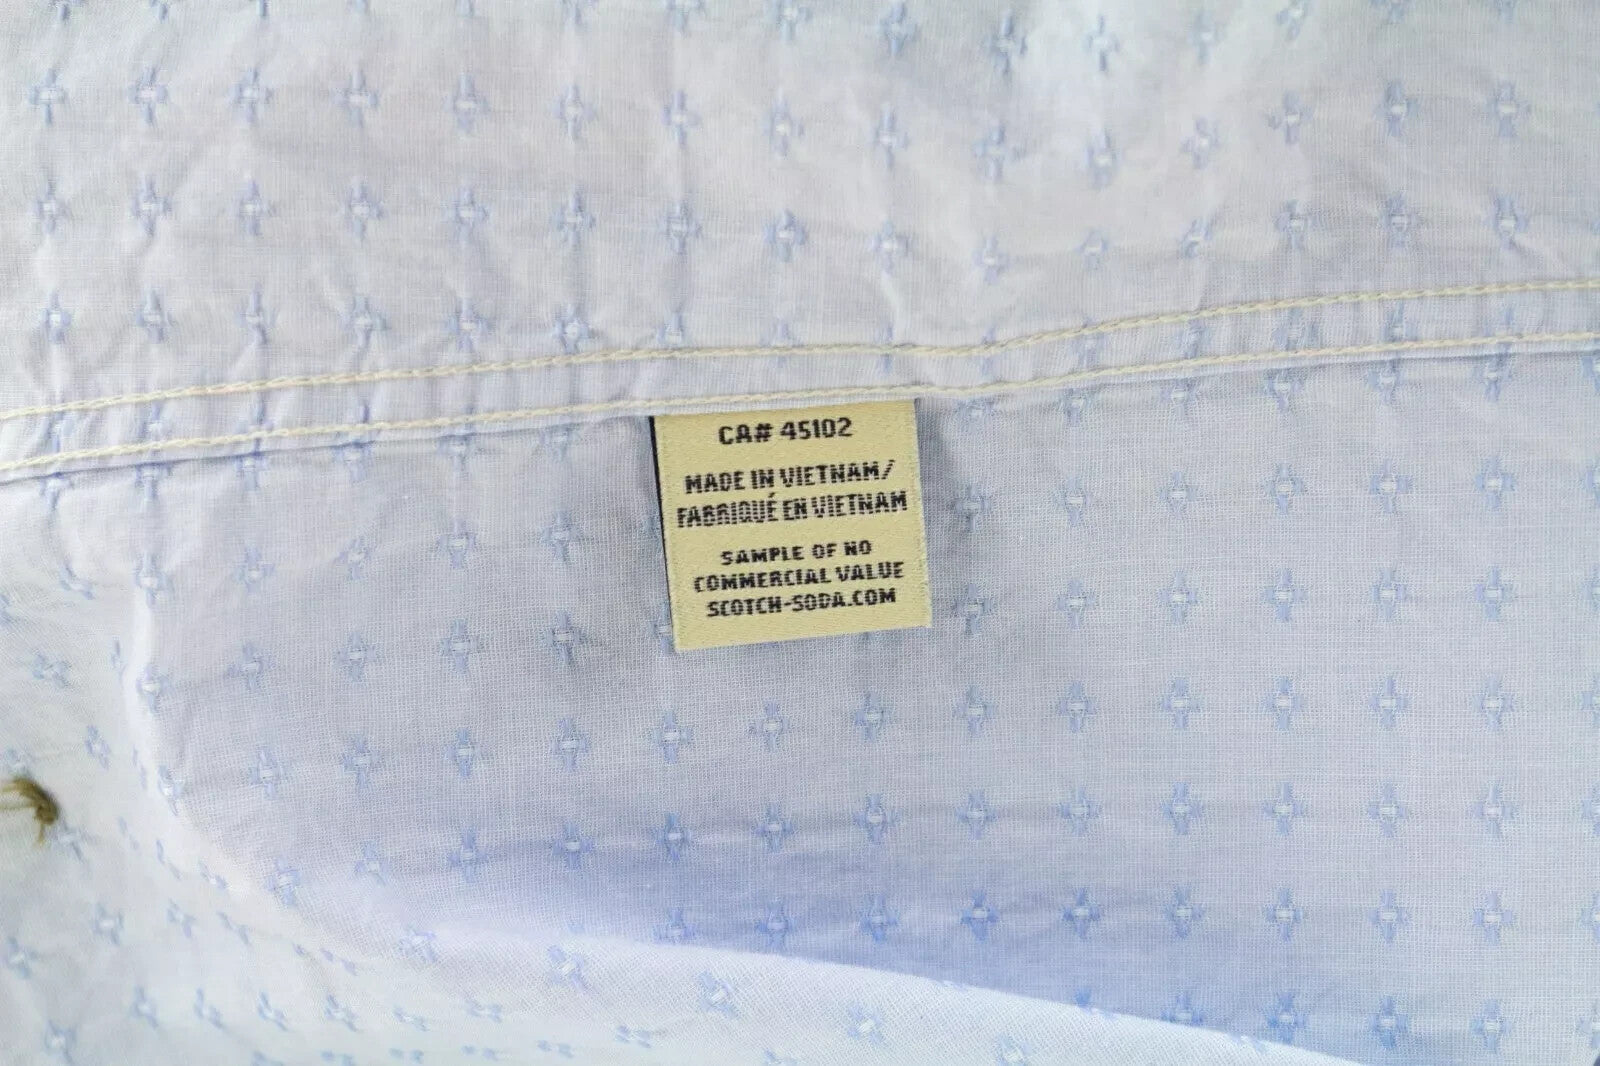 CA# 45102
MADE IN VIETNAM/
FABRIQUÉ EN VIETNAM
SAMPLE OF NO
COMMERCIAL VALUE
SCOTCH-SODA.COM